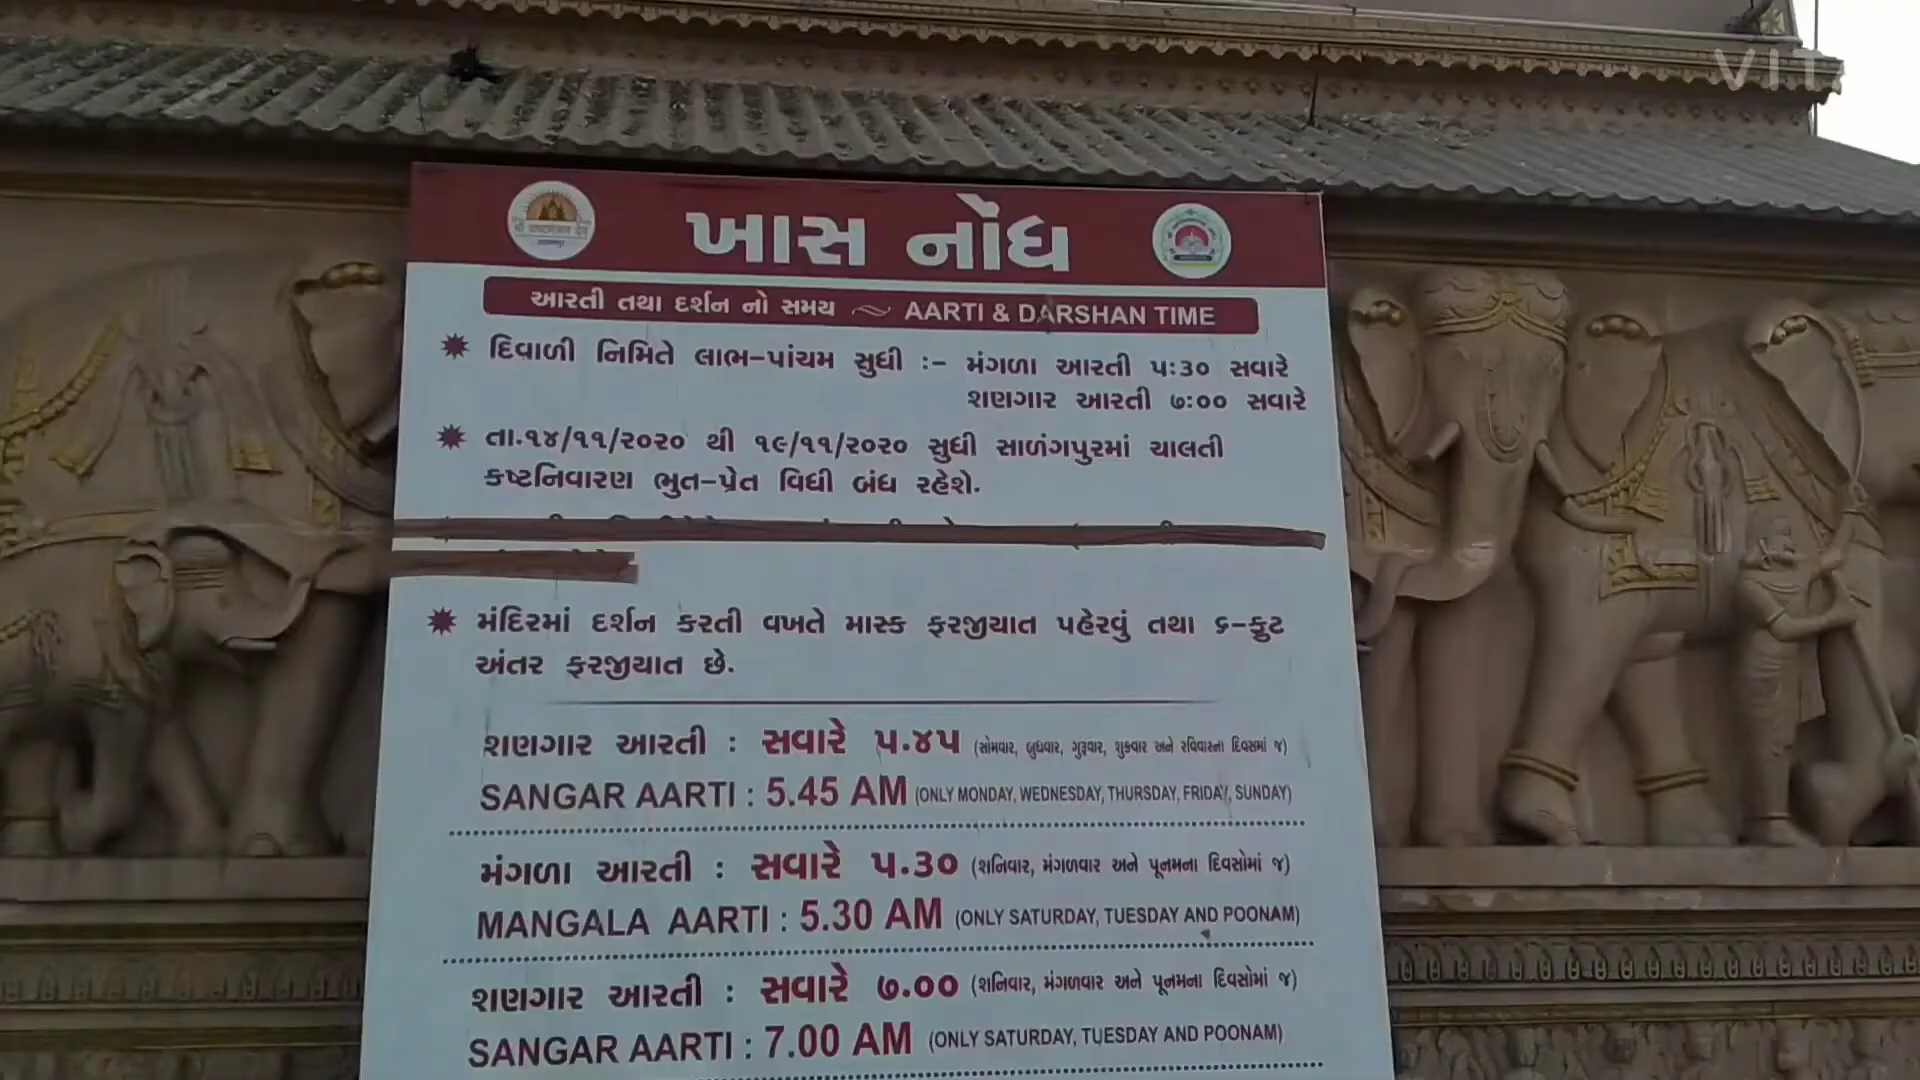 VIT
ખાસ નોંધ
આરતી તથા દર્શન નો સમય AARTI & DARSHAN TIME
દિવાળી નિમિતે લાભ-પાંચમ સુધી :- મંગળા આરતી ૫:૩૦ સવારે
શણગાર આરતી ૭:૦૦ સવારે
તા.૧૪/૧૧/૨૦૨૦ થી ૧૯/૧૧/૨૦૨૦ સુધી સાળંગપુરમાં ચાલતી
કષ્ટનિવારણ ભુત-પ્રેત વિધી બંધ રહેશે.
મંદિરમાં દર્શન કરતી વખતે માસ્ક ફરજીયાત પહેરવું તથા ૬-ફુટ
અંતર ફરજીયાત છે.
શણગાર આરતી : સવારે ૫.૪૫ (સોમવાર, બુધવાર, ગુરૂવાર, શુક્રવાર અને રવિવારના દિવસમાં જ)
SANGAR AARTI : 5.45 AM (ONLY MONDAY, WEDNESDAY, THURSDAY, FRIDAY, SUNDAY)
મંગળા આરતી : સવારે ૫.૩૦ (શનિવાર, મંગળવાર અને પૂનમના દિવસોમાં જ)
MANGALA AARTI : 5.30 AM (ONLY SATURDAY, TUESDAY AND POONAM)
શણગાર આરતી : સવારે ૭.૦૦ (શનિવાર, મંગળવાર અને પૂનમના દિવસોમાં જ)
SANGAR AARTI : 7.00 AM (ONLY SATURDAY, TUESDAY AND POONAM)